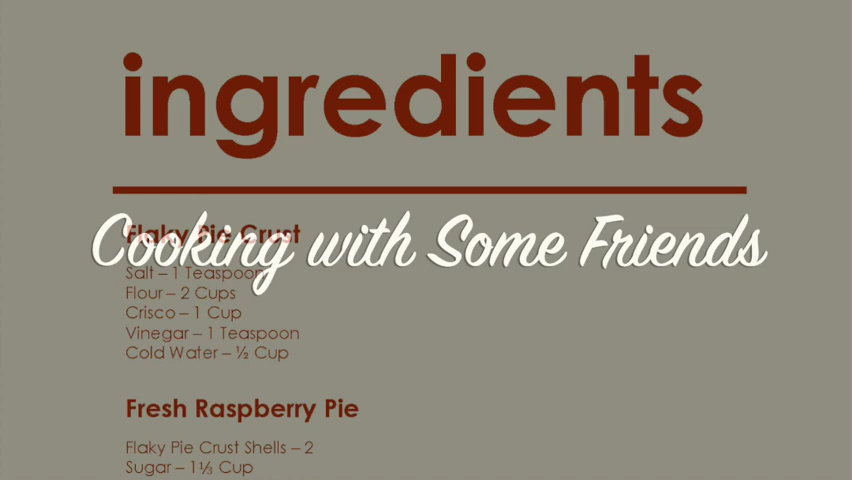 ingredients
Flaky Pie Crust
Cooking with Some Friends
Salt – 1 Teaspoon
Flour – 2 Cups
Crisco – 1 Cup
Vinegar – 1 Teaspoon
Cold Water – ½ Cup
Fresh Raspberry Pie
Flaky Pie Crust Shells – 2
Sugar – 1⅓ Cup